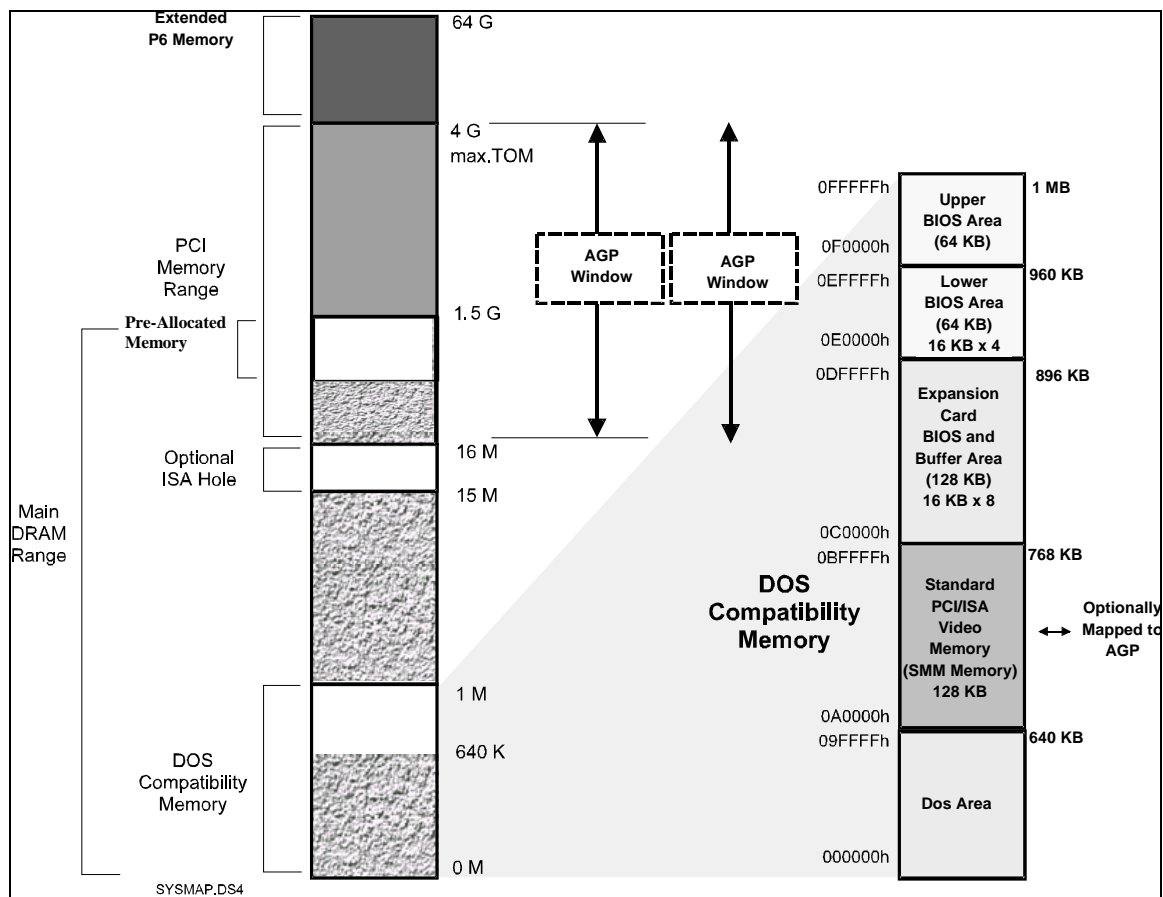 Extended
P6 Memory
64 G
4 G
max.TOM
PCI
Memory
Range
AGP
Window
AGP
Window
1.5 G
Pre-Allocated
Memory
16 M
Optional
ISA Hole
15 M
Main
DRAM
Range
1 M
640 K
DOS
Compatibility
Memory
0 M
SYSMAP.DS4
DOS
Compatibility
Memory
0FFFFFh
1 MB
Upper
BIOS Area
(64 KB)
0F0000h
960 KB
0EFFFFh
Lower
BIOS Area
(64 KB)
16 KB x 4
0E0000h
0DFFFFh
896 KB
Expansion
Card
BIOS and
Buffer Area
(128 KB)
16 KB x 8
0C0000h
0BFFFFh
768 KB
Standard
PCI/ISA
Video
Memory
(SMM Memory)
128 KB
Optionally
Mapped to
AGP
0A0000h
09FFFFh
640 KB
Dos Area
000000h